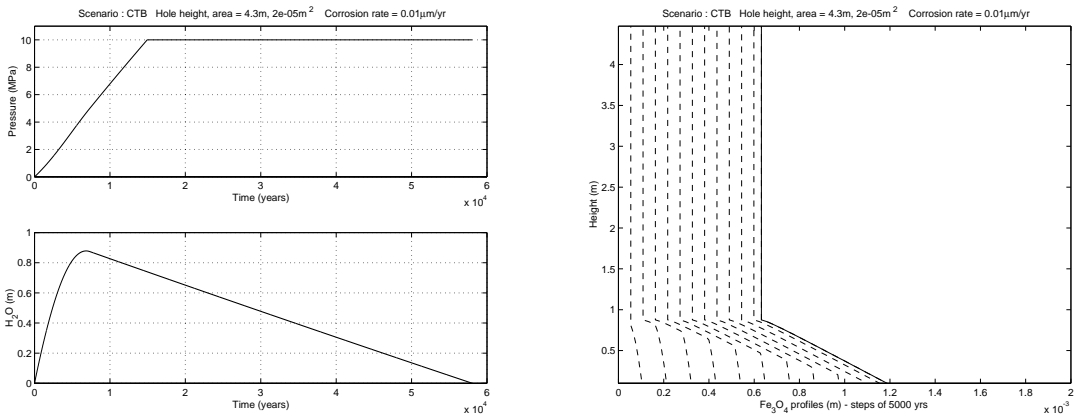 Scenario : CTB   Hole height, area = 4.3m, 2e-05m²   Corrosion rate = 0.01μm/yr
Pressure (MPa)
10
8
6
4
2
0
0 1 2 3 4 5 6
x 10⁴
Time (years)
H₂O (m)
1
0.8
0.6
0.4
0.2
0
0 1 2 3 4 5 6
x 10⁴
Time (years)
Scenario : CTB   Hole height, area = 4.3m, 2e-05m²   Corrosion rate = 0.01μm/yr
Height (m)
4
3.5
3
2.5
2
1.5
1
0.5
0 0.2 0.4 0.6 0.8 1 1.2 1.4 1.6 1.8 2
x 10⁻³
Fe₃O₄ profiles (m) - steps of 5000 yrs